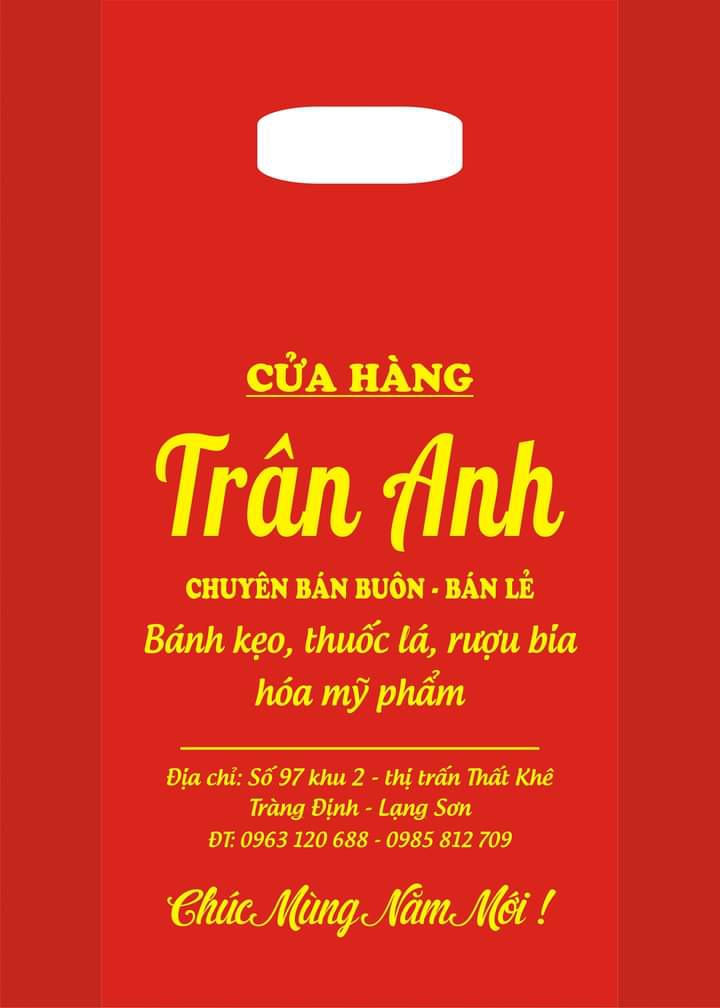 CỬA HÀNG
Trân Anh
CHUYÊN BÁN BUÔN - BÁN LẺ
Bánh kẹo, thuốc lá, rượu bia
hóa mỹ phẩm
Địa chỉ: Số 97 khu 2 - thị trấn Thất Khê
Tràng Định - Lạng Sơn
ĐT: 0963 120 688 - 0985 812 709
Chúc Mùng Năm Mới !